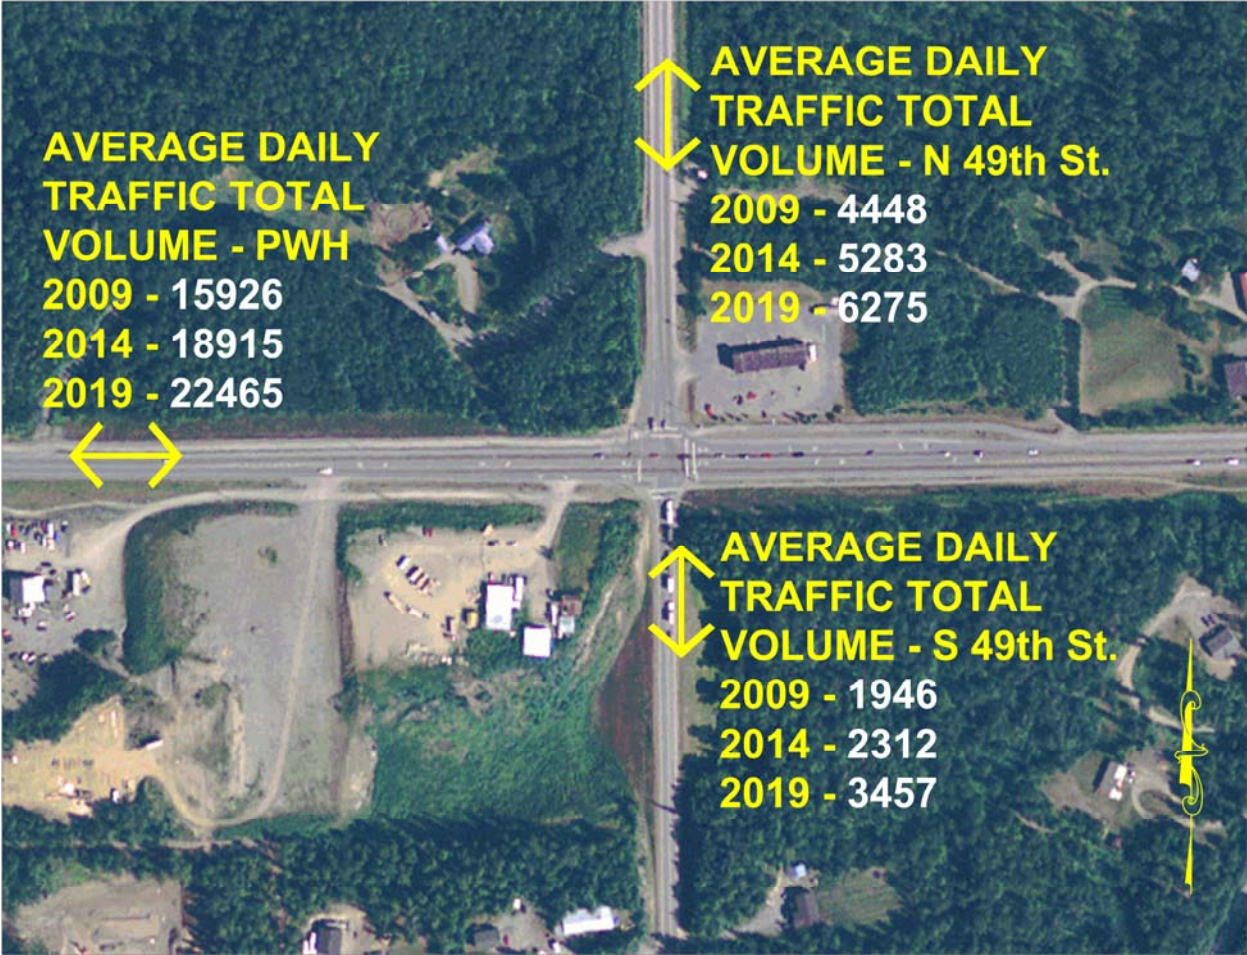 AVERAGE DAILY
TRAFFIC TOTAL
VOLUME - PWH
2009 - 15926
2014 - 18915
2019 - 22465
AVERAGE DAILY
TRAFFIC TOTAL
VOLUME - N 49th St.
2009 - 4448
2014 - 5283
2019 - 6275
AVERAGE DAILY
TRAFFIC TOTAL
VOLUME - S 49th St.
2009 - 1946
2014 - 2312
2019 - 3457